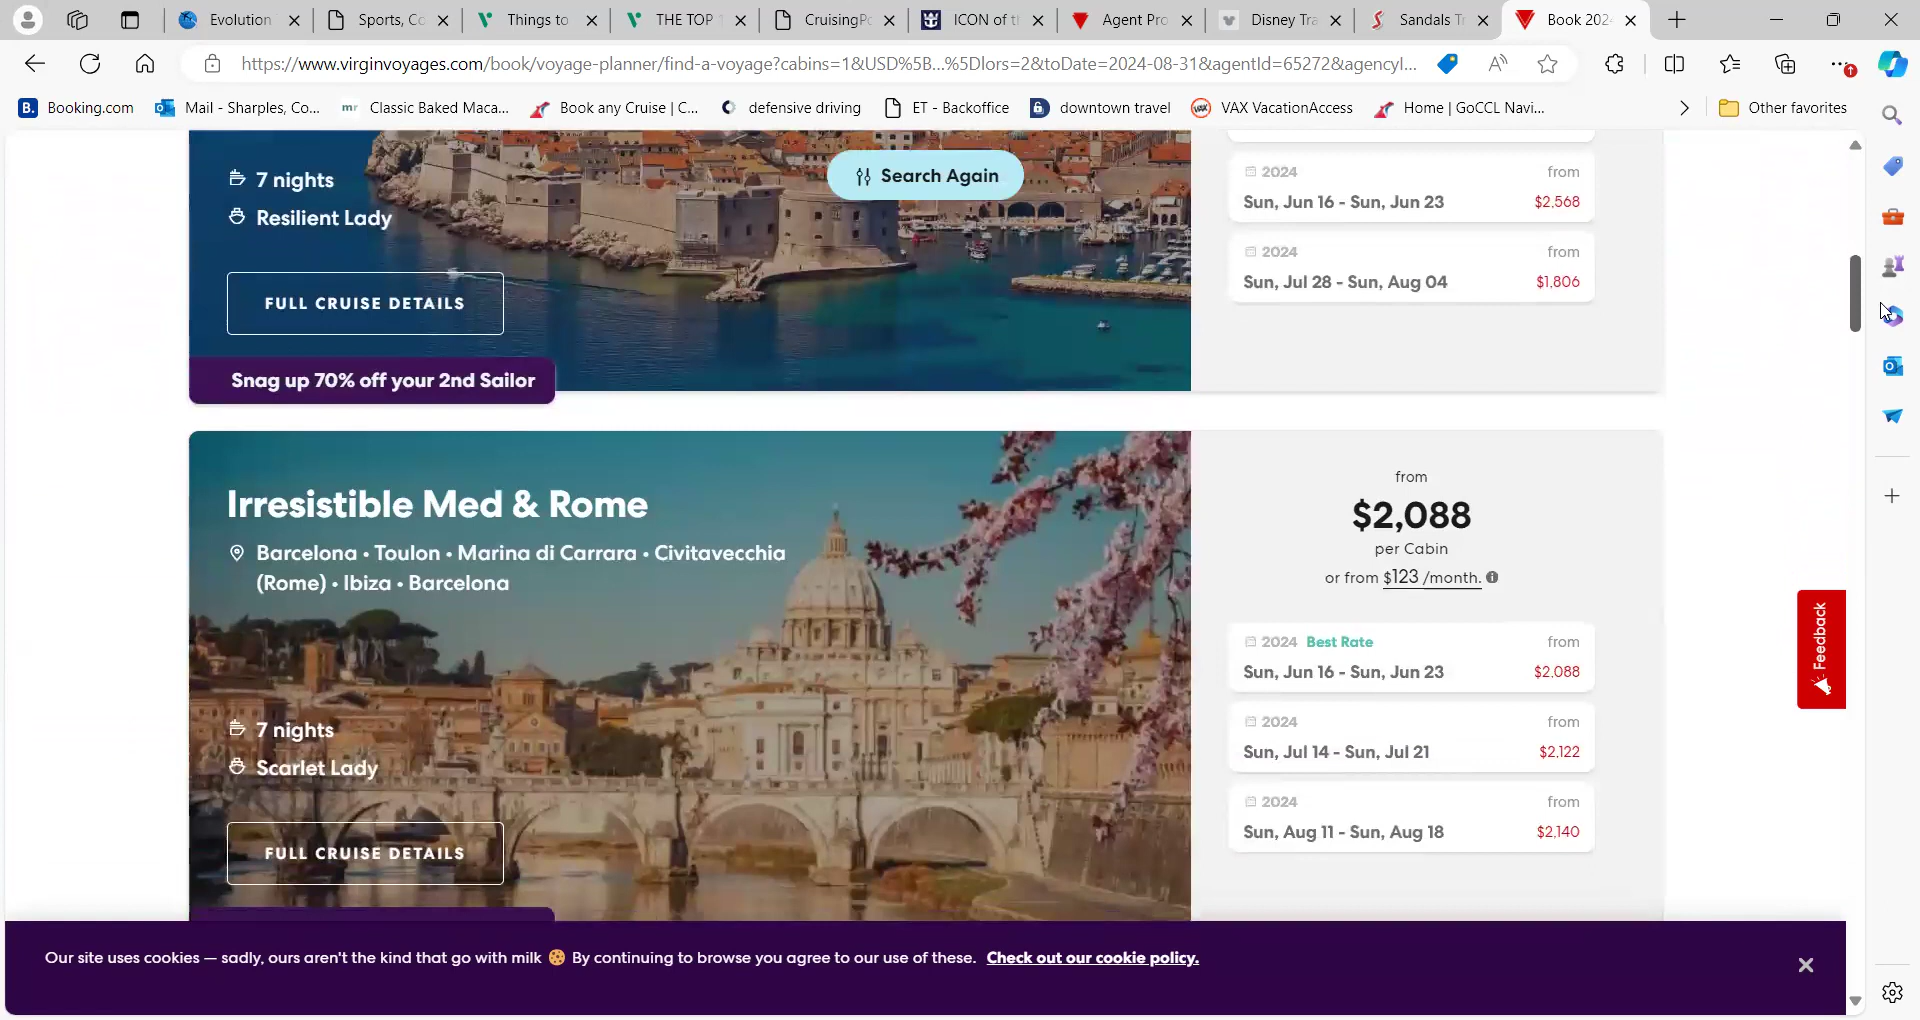 Evolution
Sports, Co
Things to
THE TOP
CruisingPo
ICON of t
Agent Pro
Disney Tra
Sandals Tr
Book 202
https://www.virginvoyages.com/book/voyage-planner/find-a-voyage?cabins=1&USD%5B...%5Dlors=2&toDate=2024-08-31&agentId=65272&agencyI...
B. Booking.com
Mail - Sharples, Co...
mr Classic Baked Maca...
Book any Cruise | C...
defensive driving
ET - Backoffice
downtown travel
VAX VacationAccess
Home | GoCCL Navi...
Other favorites
7 nights
Resilient Lady
Search Again
FULL CRUISE DETAILS
Snag up 70% off your 2nd Sailor
2024 from
Sun, Jun 16 - Sun, Jun 23 $2,568
2024 from
Sun, Jul 28 - Sun, Aug 04 $1,806
Irresistible Med & Rome
Barcelona • Toulon • Marina di Carrara • Civitavecchia
(Rome) • Ibiza • Barcelona
7 nights
Scarlet Lady
FULL CRUISE DETAILS
from
$2,088
per Cabin
or from $123 /month.
2024 Best Rate from
Sun, Jun 16 - Sun, Jun 23 $2,088
2024 from
Sun, Jul 14 - Sun, Jul 21 $2,122
2024 from
Sun, Aug 11 - Sun, Aug 18 $2,140
Feedback
Our site uses cookies — sadly, ours aren't the kind that go with milk 🍪 By continuing to browse you agree to our use of these. Check out our cookie policy.